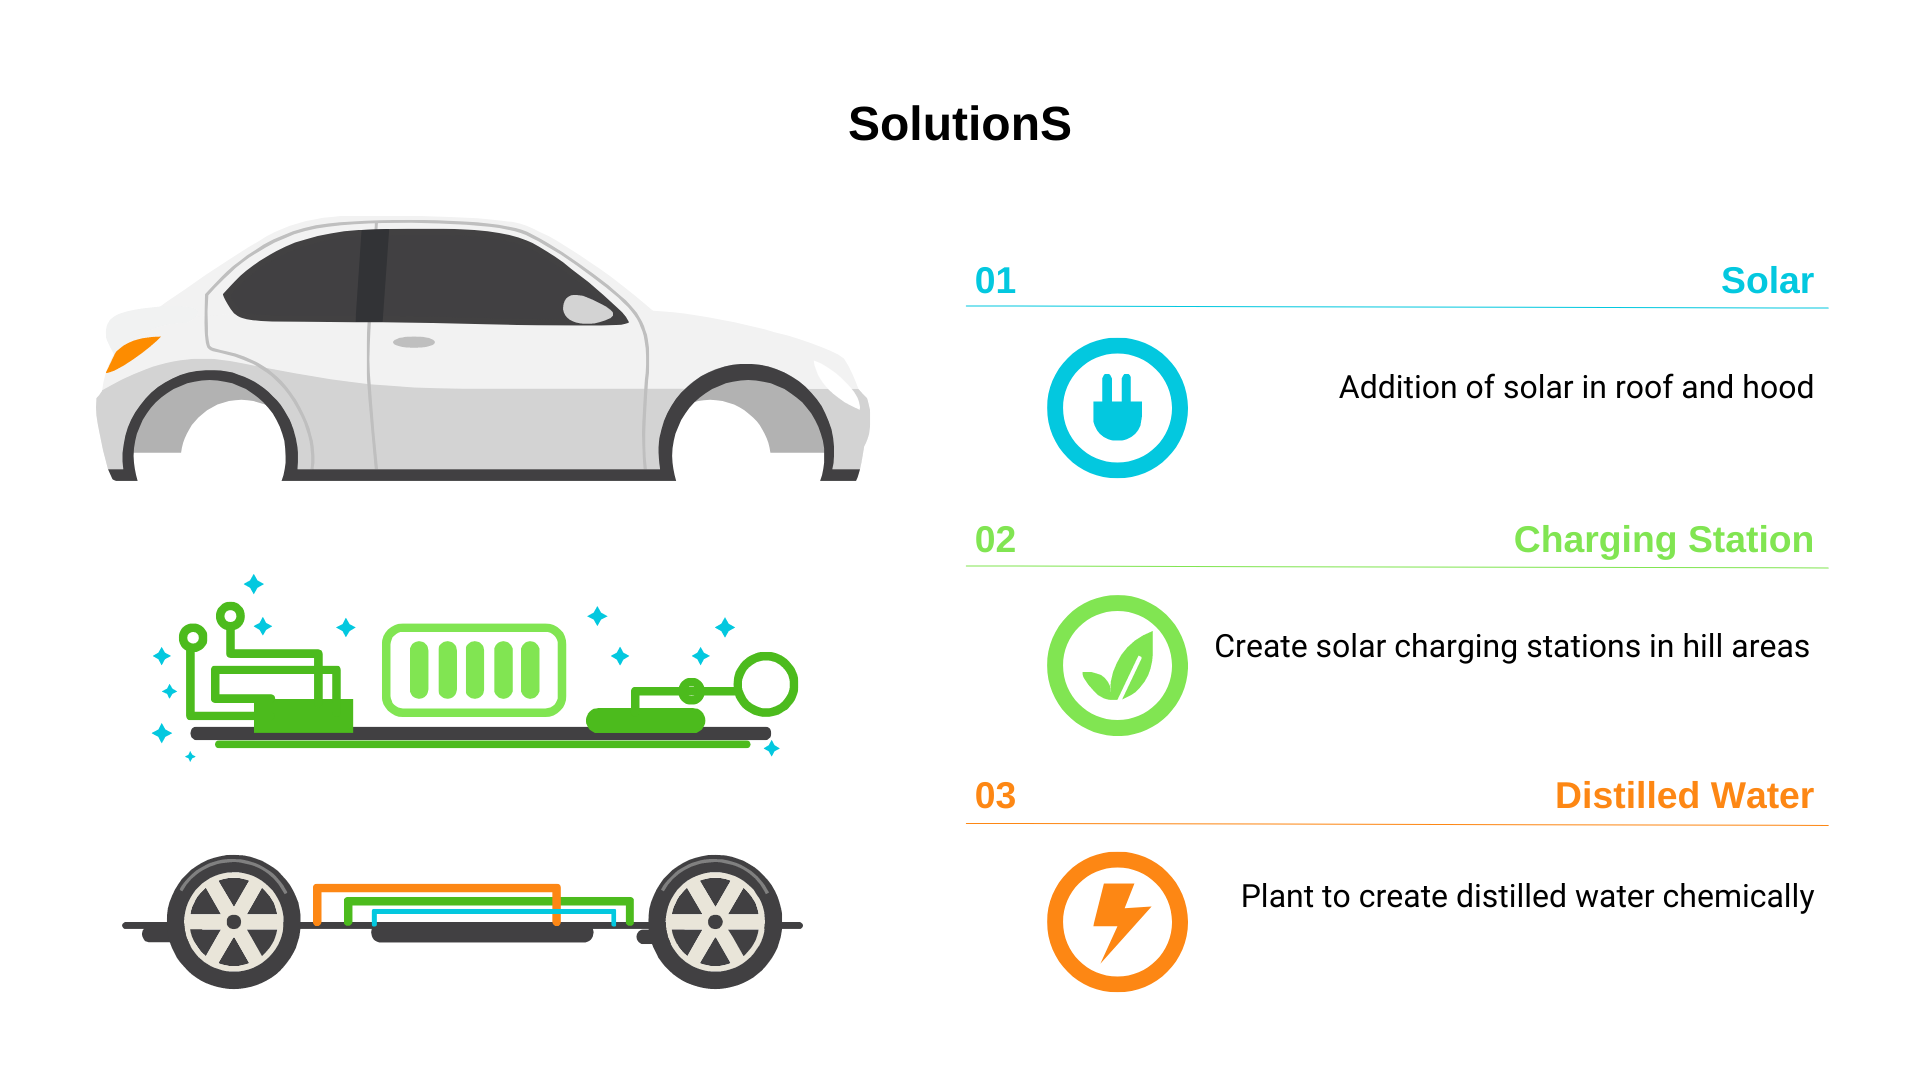 SolutionS
01
Solar
Addition of solar in roof and hood
02
Charging Station
Create solar charging stations in hill areas
03
Distilled Water
Plant to create distilled water chemically